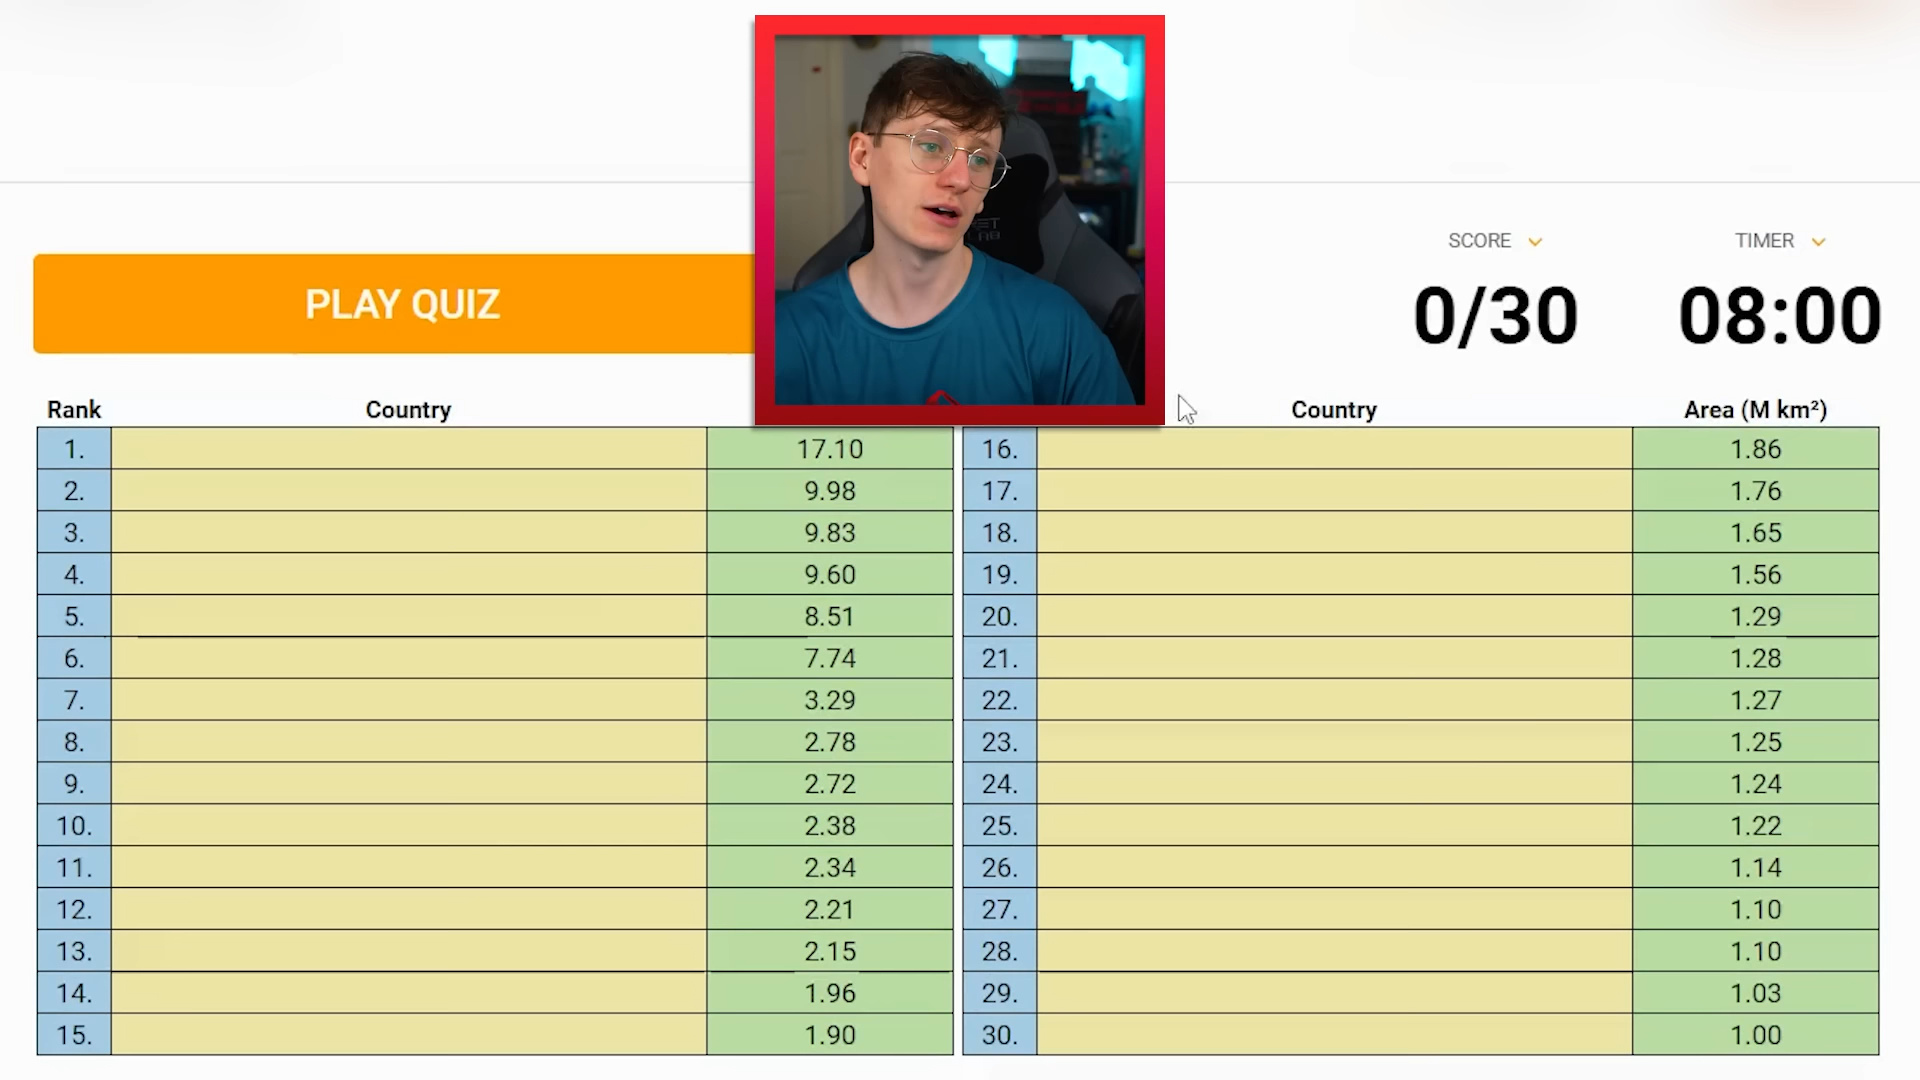 SCORE TIMER
PLAY QUIZ 0/30 08:00
Rank Country Country Area (M km²)
1. 17.10 16. 1.86
2. 9.98 17. 1.76
3. 9.83 18. 1.65
4. 9.60 19. 1.56
5. 8.51 20. 1.29
6. 7.74 21. 1.28
7. 3.29 22. 1.27
8. 2.78 23. 1.25
9. 2.72 24. 1.24
10. 2.38 25. 1.22
11. 2.34 26. 1.14
12. 2.21 27. 1.10
13. 2.15 28. 1.10
14. 1.96 29. 1.03
15. 1.90 30. 1.00